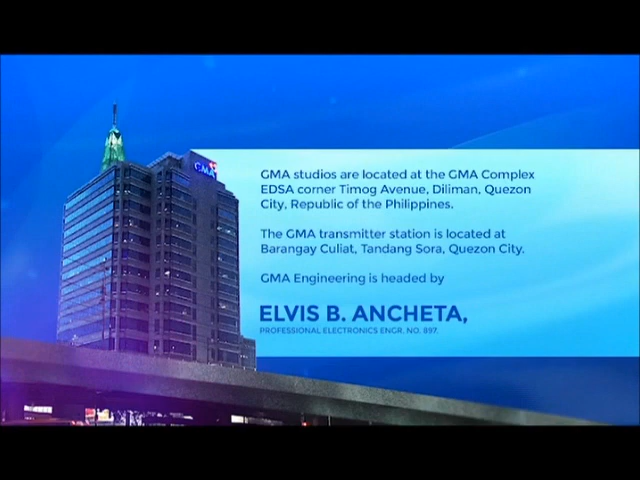 GMA
GMA studios are located at the GMA Complex
EDSA corner Timog Avenue, Diliman, Quezon
City, Republic of the Philippines.
The GMA transmitter station is located at
Barangay Culiat, Tandang Sora, Quezon City.
GMA Engineering is headed by
ELVIS B. ANCHETA,
PROFESSIONAL ELECTRONICS ENGR. NO. 897.